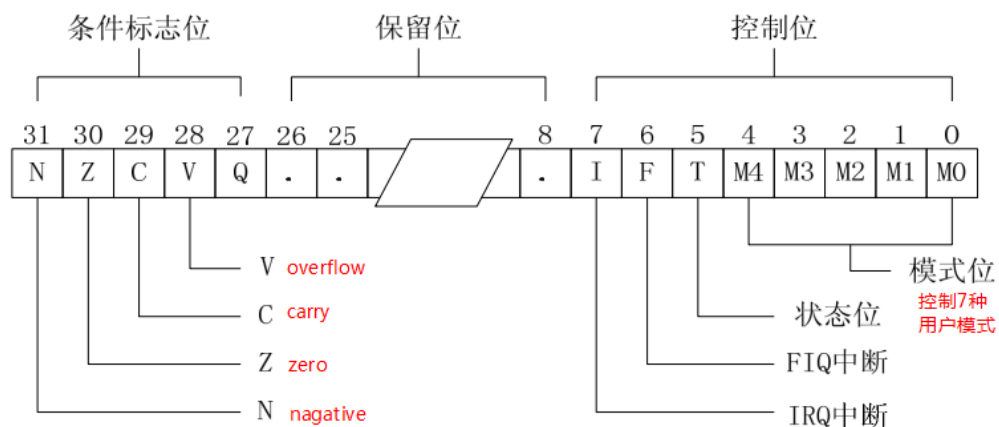 条件标志位 保留位 控制位
31 30 29 28 27 26 25 8 7 6 5 4 3 2 1 0
N Z C V Q . . . I F T M4 M3 M2 M1 M0
V overflow
模式位
控制7种
用户模式
C carry
状态位
Z zero
FIQ中断
N nagative
IRQ中断